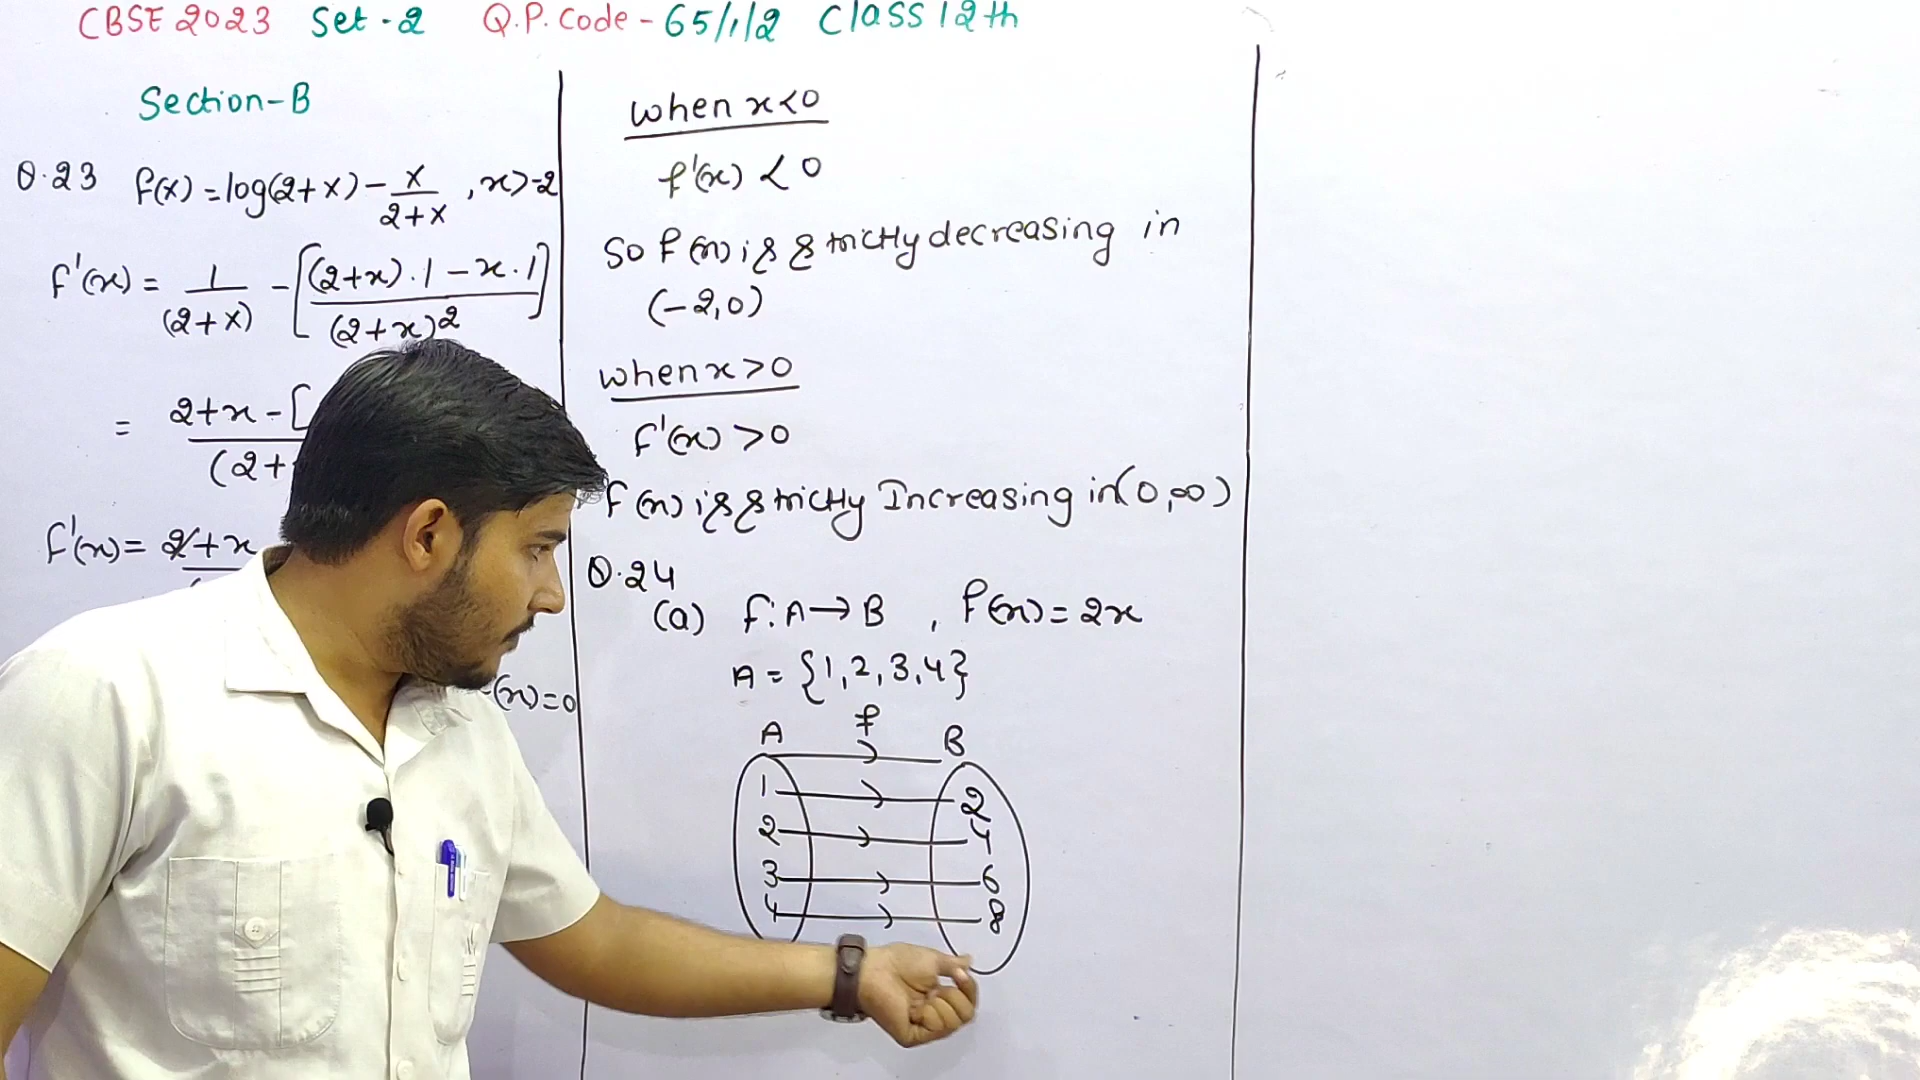 CBSE 2023 Set-2 Q.P. Code - 65/1/2 Class 12th
Section-B
Q.23 f(x) = log(2+x) - x/(2+x), x>-2
f'(x) = 1/(2+x) - [((2+x).1 - x.1)/(2+x)^2]
= 2+x-[
(2+
f'(x) = 2+x
(x)=0
when x<0
f'(x) < 0
So f(x) is strictly decreasing in
(-2,0)
when x>0
f'(x) >0
f(x) is strictly Increasing in (0,∞)
Q.24
(a) f: A→B , f(x) = 2x
A = {1,2,3,4}
A f B
1 2
2 4
3 6
4 8